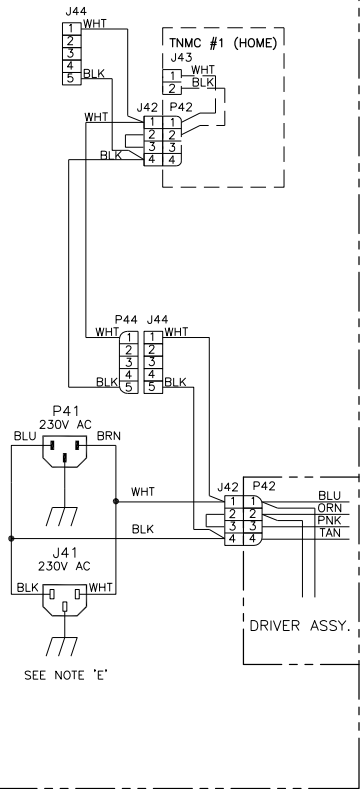 J44
1 WHT
2
3
4
5 BLK
TNMC #1 (HOME)
J43
1 WHT
2 BLK
J42 P42
WHT
1 1
2 2
3 3
4 4
BLK
P44 J44
WHT 1 1 WHT
2 2
3 3
4 4
BLK 5 5 BLK
P41
230V AC
BLU BRN
WHT
BLK
J42 P42
1 1 BLU
2 2 ORN
3 3 PNK
4 4 TAN
J41
230V AC
BLK WHT
DRIVER ASSY.
SEE NOTE "E"